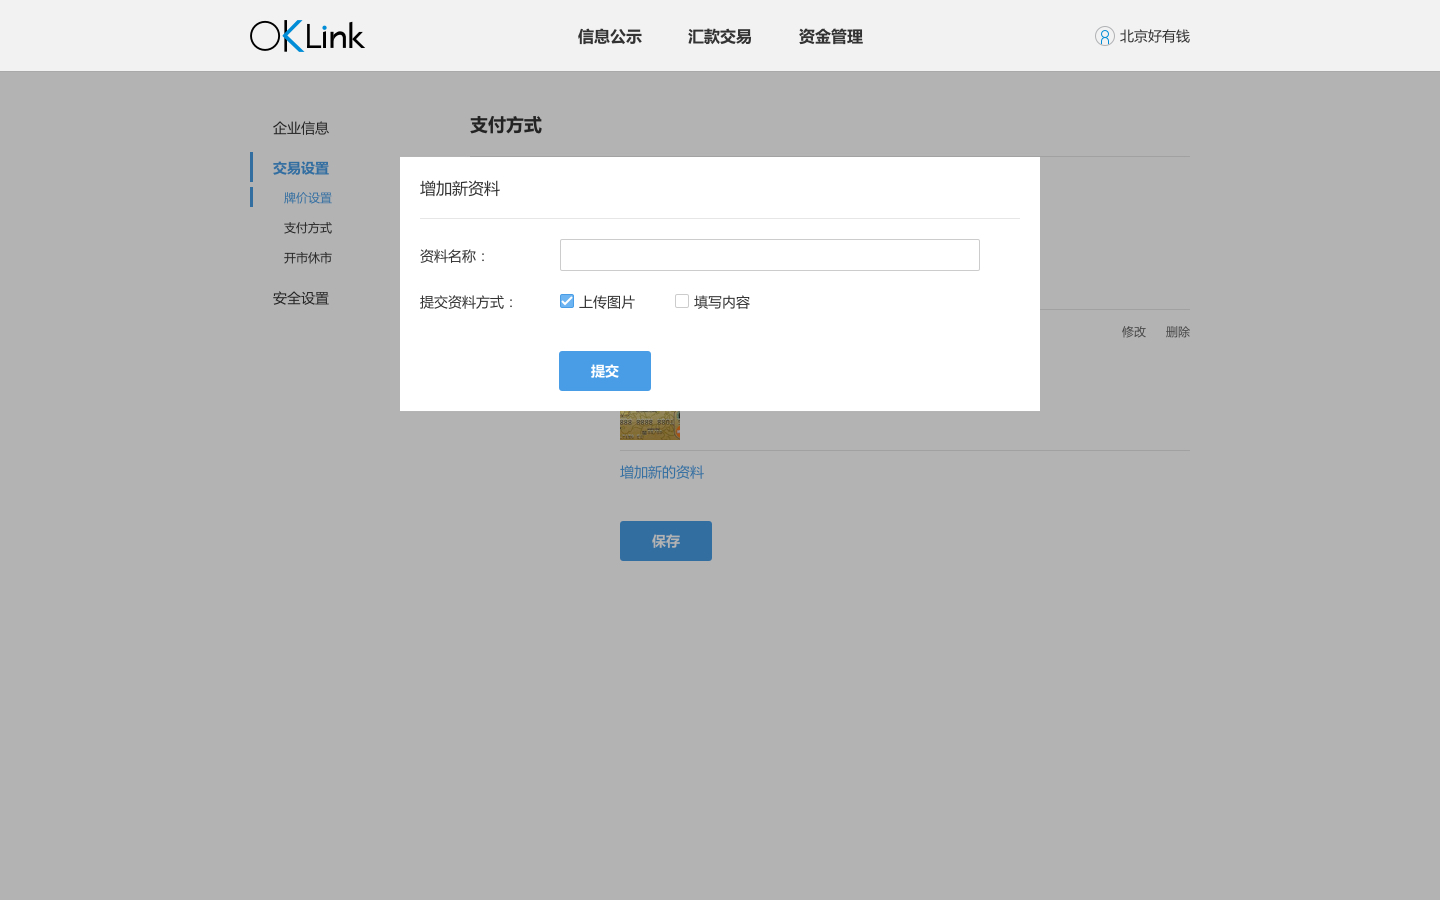 OKLink
信息公示 汇款交易 资金管理
北京好有钱
企业信息
交易设置
牌价设置
支付方式
开市休市
安全设置
支付方式
增加新资料
资料名称：
提交资料方式： 上传图片 填写内容
提交
修改 删除
增加新的资料
保存